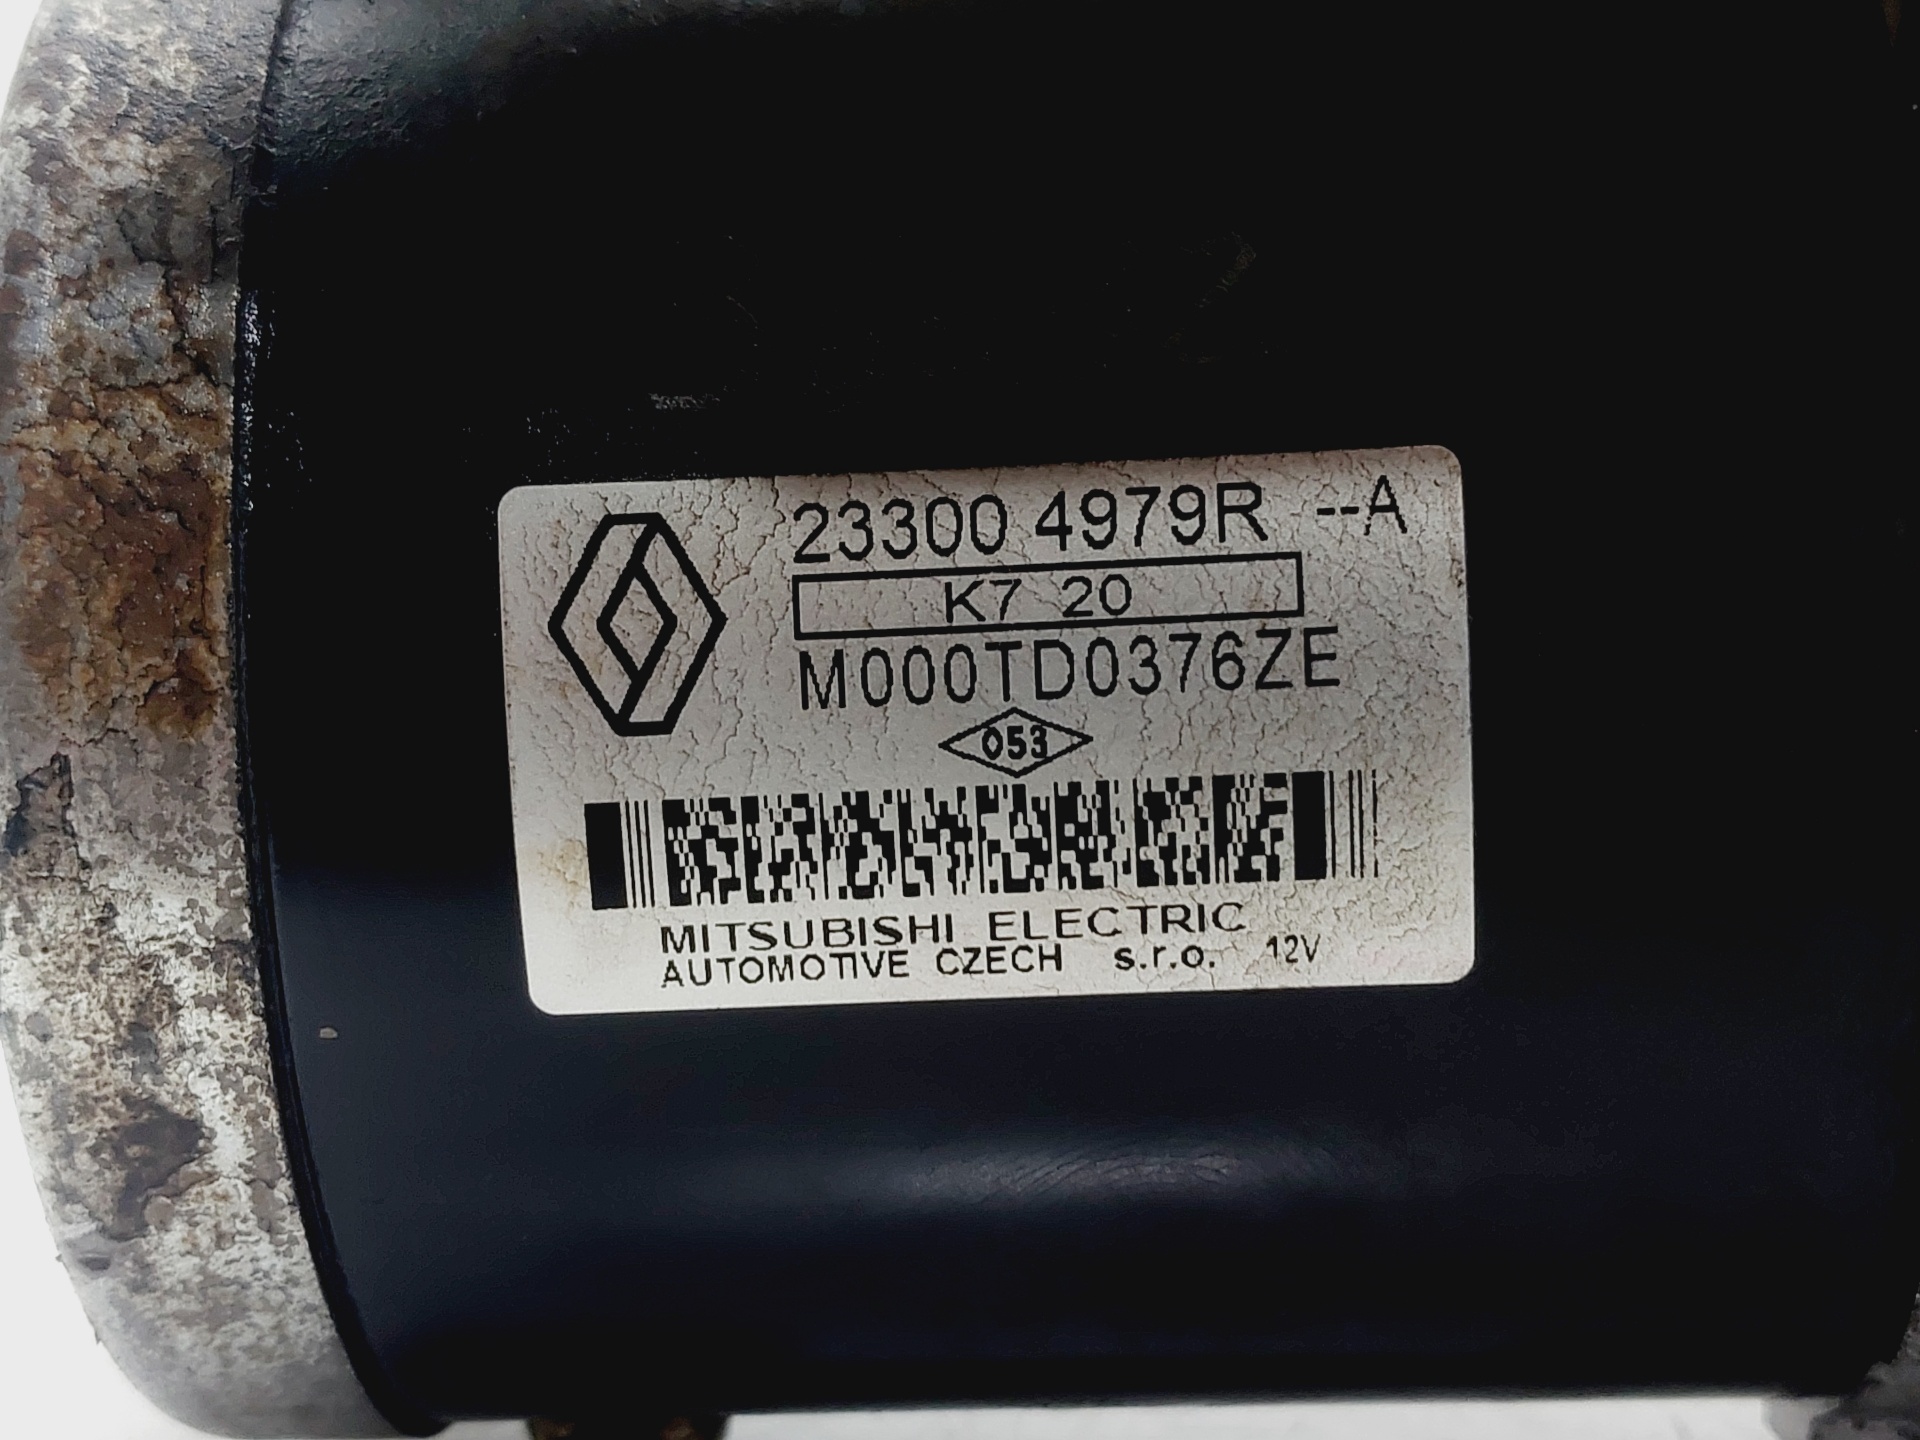 23300 4979R --A
K7 20
M000TD0376ZE
053
MITSUBISHI ELECTRIC
AUTOMOTIVE CZECH s.r.o. 12V